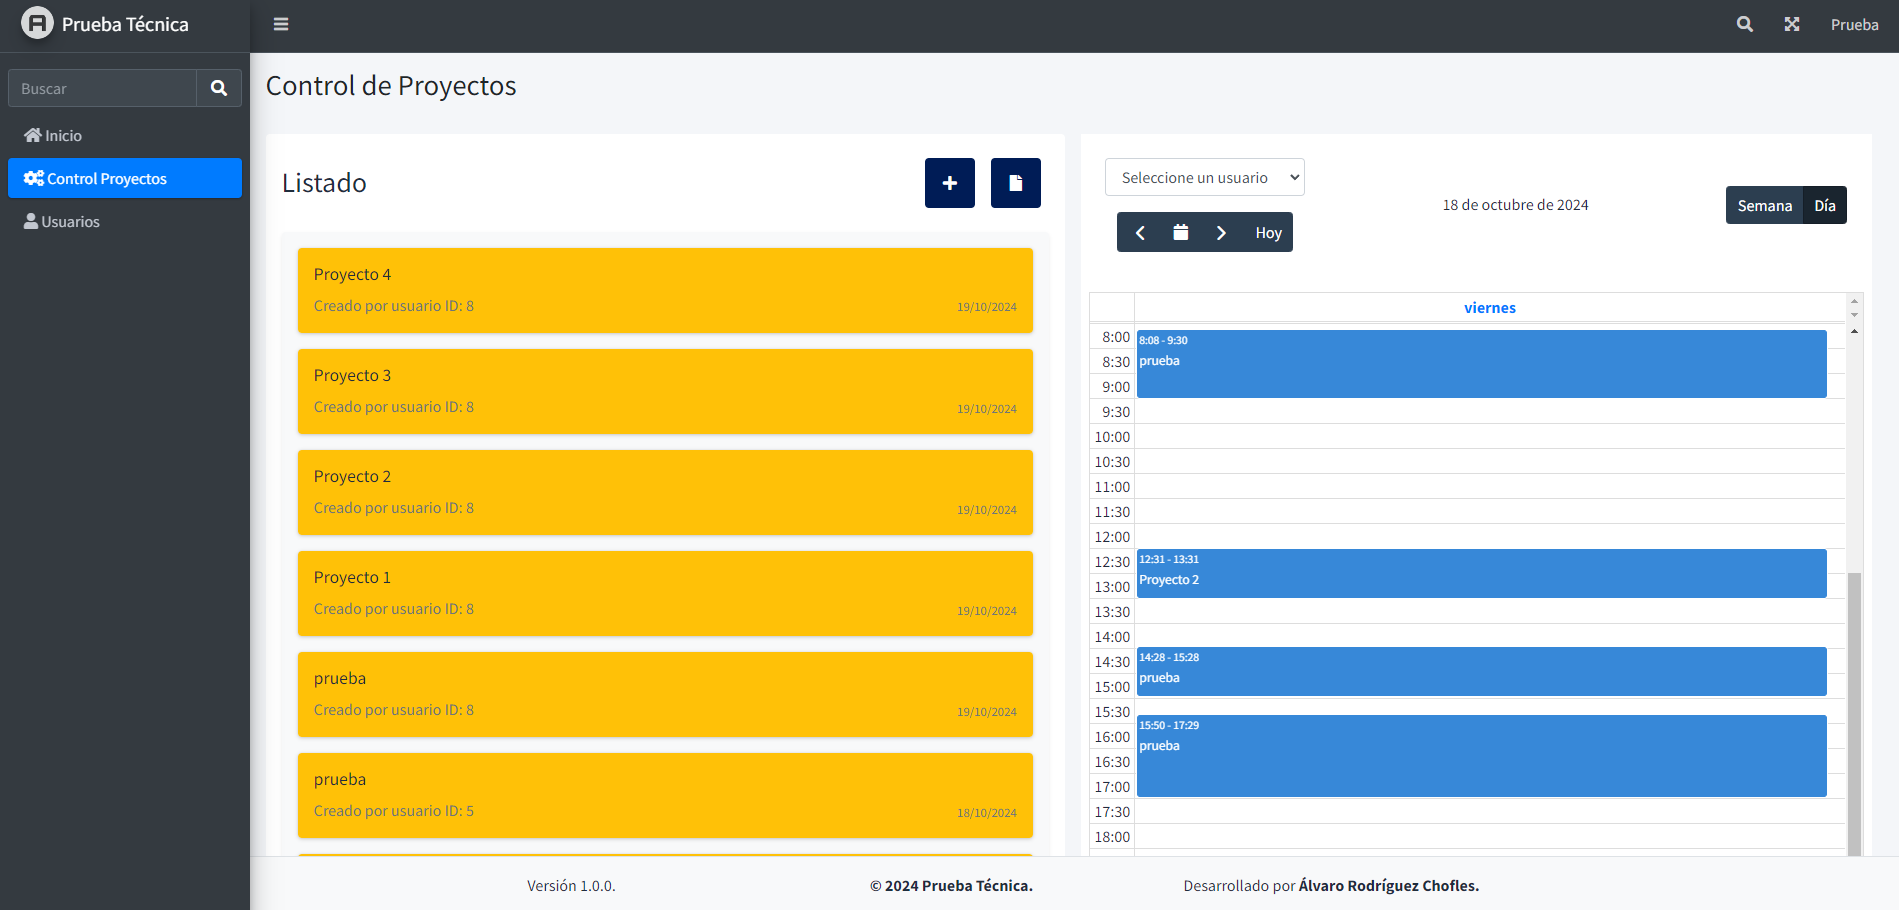 Prueba Técnica
Prueba
Buscar
Inicio
Control Proyectos
Usuarios
Control de Proyectos
Listado
Proyecto 4
Creado por usuario ID: 8
19/10/2024
Proyecto 3
Creado por usuario ID: 8
19/10/2024
Proyecto 2
Creado por usuario ID: 8
19/10/2024
Proyecto 1
Creado por usuario ID: 8
19/10/2024
prueba
Creado por usuario ID: 8
19/10/2024
prueba
Creado por usuario ID: 5
18/10/2024
Seleccione un usuario
Hoy
18 de octubre de 2024
Semana Día
viernes
8:00
8:08 - 9:30
8:30
prueba
9:00
9:30
10:00
10:30
11:00
11:30
12:00
12:30
12:31 - 13:31
13:00
Proyecto 2
13:30
14:00
14:30
14:28 - 15:28
15:00
prueba
15:30
15:50 - 17:29
16:00
prueba
16:30
17:00
17:30
18:00
Versión 1.0.0.
© 2024 Prueba Técnica.
Desarrollado por Álvaro Rodríguez Chofles.